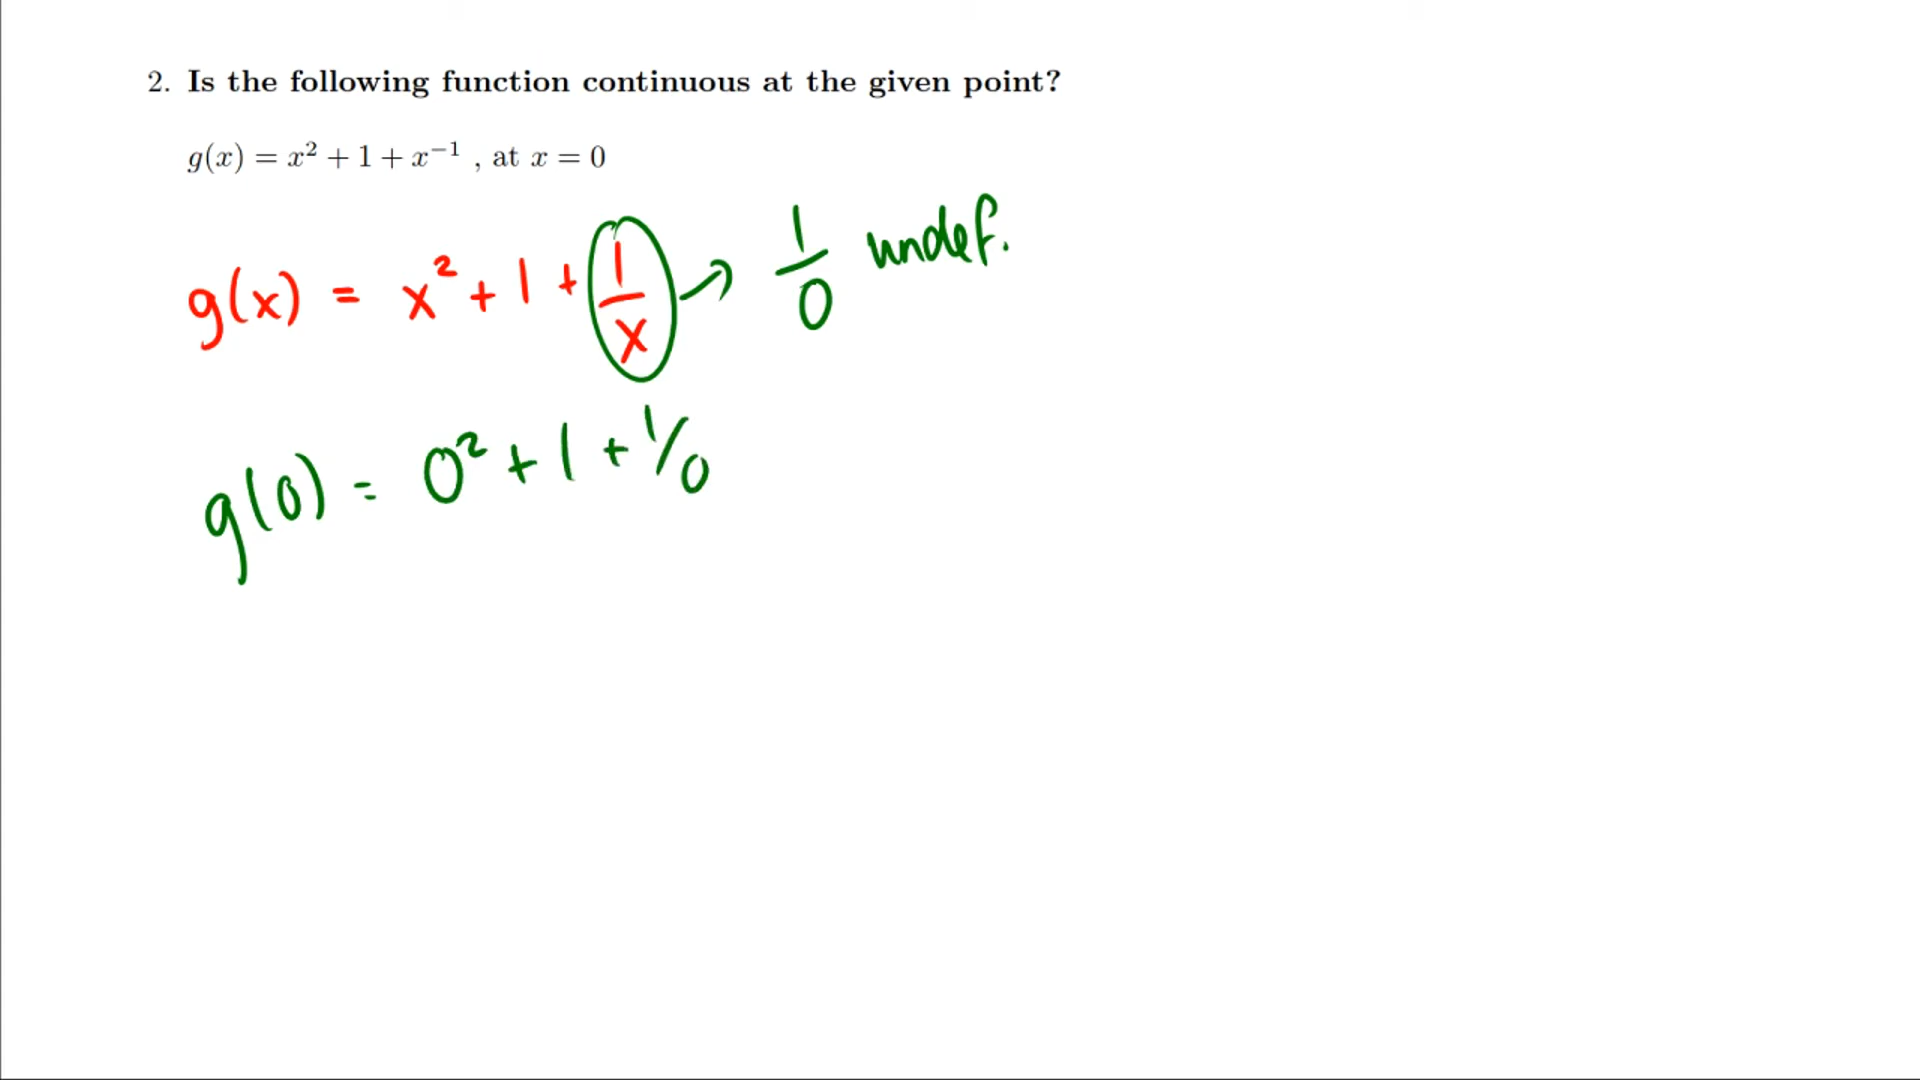 2. Is the following function continuous at the given point?
g(x) = x² + 1 + x⁻¹ , at x = 0
g(x) = x² + 1 + 1/x → 1/0 undef.
g(0) = 0² + 1 + 1/0